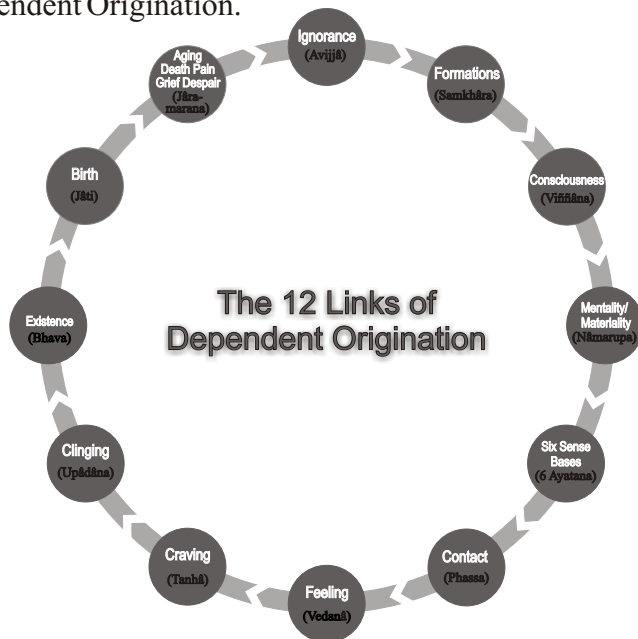 endent Origination.
Ignorance
(Avijjâ)
Formations
(Samkhâra)
Consciousness
(Viññâna)
Mentality/
Materiality
(Nâmarupa)
Six Sense
Bases
(6 Ayatana)
Contact
(Phassa)
Feeling
(Vedanâ)
Craving
(Tanhâ)
Clinging
(Upâdâna)
Existence
(Bhava)
Birth
(Jâti)
Aging
Death Pain
Grief Despair
(Jâra-
marana)
The 12 Links of
Dependent Origination